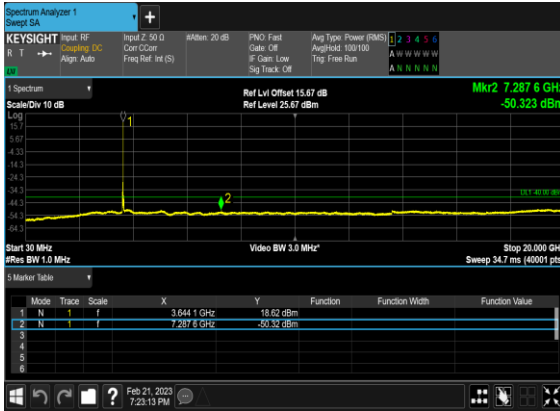 Spectrum Analyzer 1
Swept SA
+
KEYSIGHT Input: RF Input Z: 50 Ω #Atten: 20 dB PNO: Fast Avg Type: Power (RMS) 1 2 3 4 5 6
R T Coupling: DC Corr CCorr Gate: Off Avg|Hold: 100/100 A W W W W W
Align: Auto Freq Ref: Int (S) IF Gain: Low Trig: Free Run
Sig Track: Off A N N N N N
1 Spectrum
Scale/Div 10 dB
Ref Lvl Offset 15.67 dB
Ref Level 25.67 dBm
Mkr2 7.287 6 GHz
-50.323 dBm
Log
15.7
5.67
-4.33
-14.3
-24.3
-34.3
-44.3
-54.3
-64.3
1
2
DL1 -40.00 dBm
Start 30 MHz Video BW 3.0 MHz* Stop 20.000 GHz
#Res BW 1.0 MHz Sweep 34.7 ms (40001 pts)
5 Marker Table
Mode Trace Scale X Y Function Function Width Function Value
1 N 1 f 3.644 1 GHz 18.62 dBm
2 N 1 f 7.287 6 GHz -50.32 dBm
3
4
5
6
?
Feb 21, 2023
7:23:13 PM